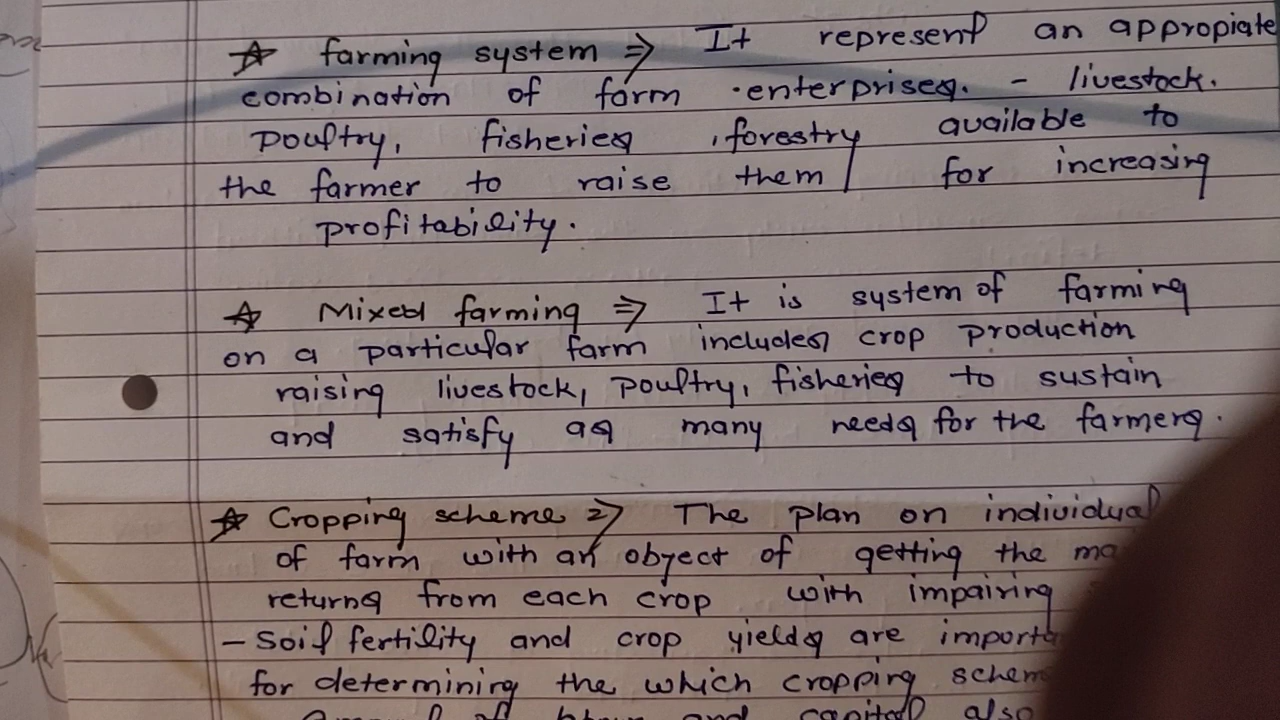 ☆ farming system ⇒ It represent an appropiate
combination of farm enterprises. - livestock.
poultry, fisheries, forestry available to
the farmer to raise them for increasing
profitability.
☆ Mixed farming ⇒ It is system of farming
on a particular farm includes crop production
raising livestock, poultry, fisheries to sustain
and satisfy as many needs for the farmers.
☆ Cropping scheme ⇒ The plan on individual
of farm with an object of getting the
returns from each crop with impairing
- Soil fertility and crop yields are
for determining the which cropping
and capital also